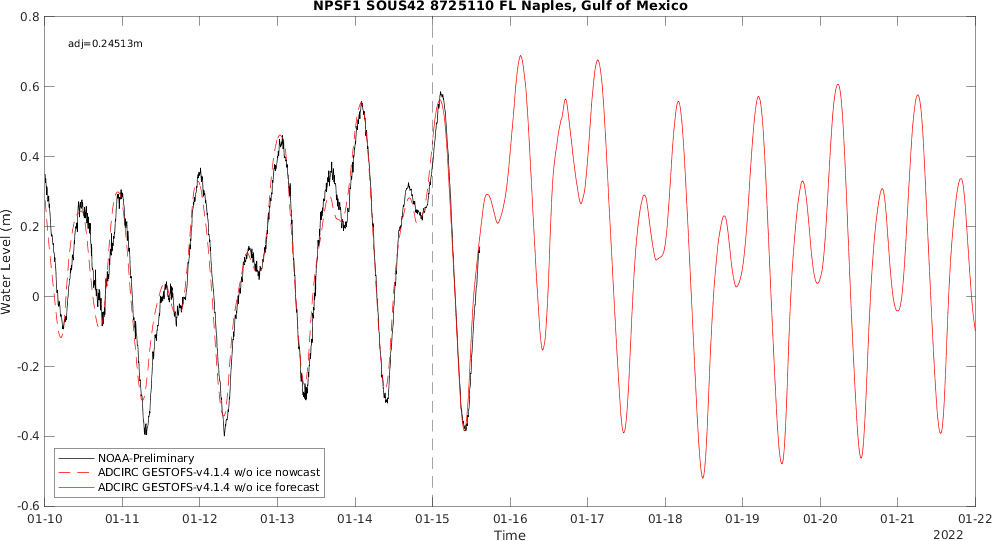 NPSF1 SOUS42 8725110 FL Naples, Gulf of Mexico
0.8
adj=0.24513m
0.6
0.4
0.2
0
-0.2
-0.4
-0.6
Water Level (m)
NOAA-Preliminary
ADCIRC GESTOFS-v4.1.4 w/o ice nowcast
ADCIRC GESTOFS-v4.1.4 w/o ice forecast
01-10 01-11 01-12 01-13 01-14 01-15 01-16 01-17 01-18 01-19 01-20 01-21 01-22
Time
2022